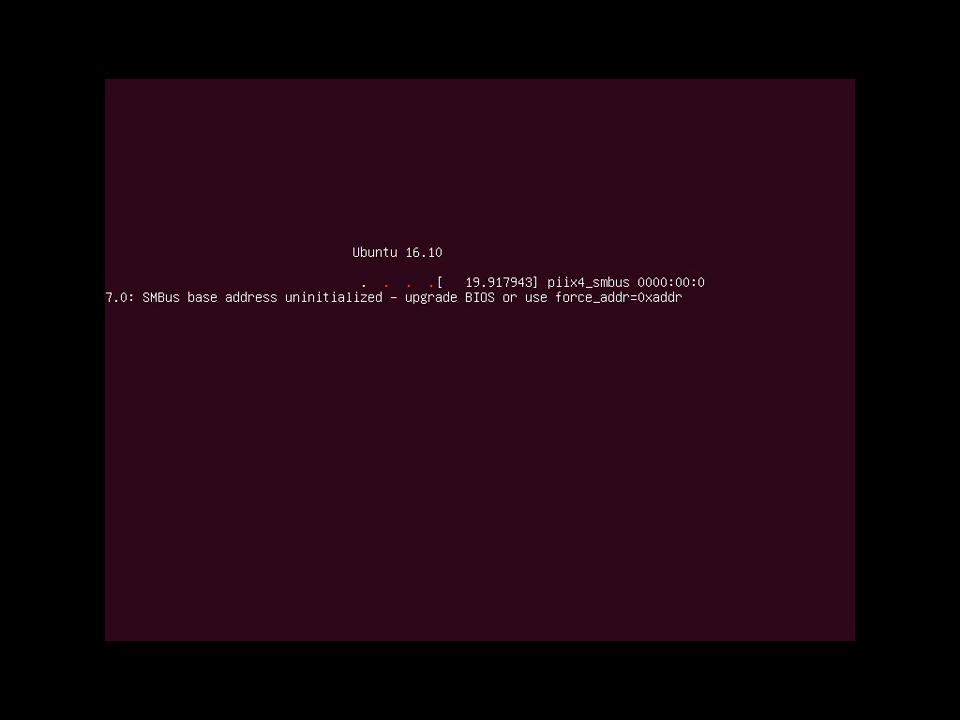 Ubuntu 16.10
. . . .[   19.917943] piix4_smbus 0000:00:0
7.0: SMBus base address uninitialized - upgrade BIOS or use force_addr=0xaddr